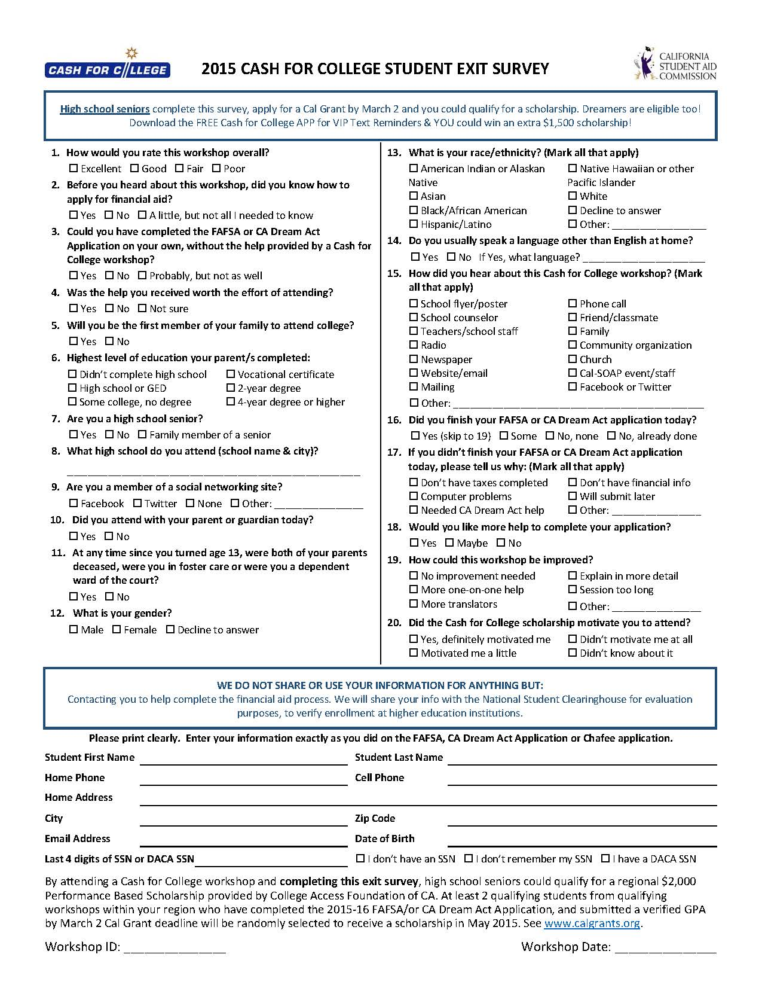 CASH FOR COLLEGE
2015 CASH FOR COLLEGE STUDENT EXIT SURVEY
CALIFORNIA
STUDENT AID
COMMISSION
High school seniors complete this survey, apply for a Cal Grant by March 2 and you could qualify for a scholarship. Dreamers are eligible too!
Download the FREE Cash for College APP for VIP Text Reminders & YOU could win an extra $1,500 scholarship!
1. How would you rate this workshop overall?
☐ Excellent ☐ Good ☐ Fair ☐ Poor
2. Before you heard about this workshop, did you know how to
apply for financial aid?
☐ Yes ☐ No ☐ A little, but not all I needed to know
3. Could you have completed the FAFSA or CA Dream Act
Application on your own, without the help provided by a Cash for
College workshop?
☐ Yes ☐ No ☐ Probably, but not as well
4. Was the help you received worth the effort of attending?
☐ Yes ☐ No ☐ Not sure
5. Will you be the first member of your family to attend college?
☐ Yes ☐ No
6. Highest level of education your parent/s completed:
☐ Didn't complete high school ☐ Vocational certificate
☐ High school or GED ☐ 2-year degree
☐ Some college, no degree ☐ 4-year degree or higher
7. Are you a high school senior?
☐ Yes ☐ No ☐ Family member of a senior
8. What high school do you attend (school name & city)?
____________________
9. Are you a member of a social networking site?
☐ Facebook ☐ Twitter ☐ None ☐ Other: ________________
10. Did you attend with your parent or guardian today?
☐ Yes ☐ No
11. At any time since you turned age 13, were both of your parents
deceased, were you in foster care or were you a dependent
ward of the court?
☐ Yes ☐ No
12. What is your gender?
☐ Male ☐ Female ☐ Decline to answer
13. What is your race/ethnicity? (Mark all that apply)
☐ American Indian or Alaskan ☐ Native Hawaiian or other
Native Pacific Islander
☐ Asian ☐ White
☐ Black/African American ☐ Decline to answer
☐ Hispanic/Latino ☐ Other: _________________
14. Do you usually speak a language other than English at home?
☐ Yes ☐ No If Yes, what language? ______________________
15. How did you hear about this Cash for College workshop? (Mark
all that apply)
☐ School flyer/poster ☐ Phone call
☐ School counselor ☐ Friend/classmate
☐ Teachers/school staff ☐ Family
☐ Radio ☐ Community organization
☐ Newspaper ☐ Church
☐ Website/email ☐ Cal-SOAP event/staff
☐ Mailing ☐ Facebook or Twitter
☐ Other: ____________________
16. Did you finish your FAFSA or CA Dream Act application today?
☐ Yes (skip to 19) ☐ Some ☐ No, none ☐ No, already done
17. If you didn't finish your FAFSA or CA Dream Act application
today, please tell us why: (Mark all that apply)
☐ Don't have taxes completed ☐ Don't have financial info
☐ Computer problems ☐ Will submit later
☐ Needed CA Dream Act help ☐ Other: ________________
18. Would you like more help to complete your application?
☐ Yes ☐ Maybe ☐ No
19. How could this workshop be improved?
☐ No improvement needed ☐ Explain in more detail
☐ More one-on-one help ☐ Session too long
☐ More translators ☐ Other: ________________
20. Did the Cash for College scholarship motivate you to attend?
☐ Yes, definitely motivated me ☐ Didn't motivate me at all
☐ Motivated me a little ☐ Didn't know about it
WE DO NOT SHARE OR USE YOUR INFORMATION FOR ANYTHING BUT:
Contacting you to help complete the financial aid process. We will share your info with the National Student Clearinghouse for evaluation
purposes, to verify enrollment at higher education institutions.
Please print clearly. Enter your information exactly as you did on the FAFSA, CA Dream Act Application or Chafee application.
Student First Name Student Last Name
Home Phone Cell Phone
Home Address
City Zip Code
Email Address Date of Birth
Last 4 digits of SSN or DACA SSN ☐ I don't have an SSN ☐ I don't remember my SSN ☐ I have a DACA SSN
By attending a Cash for College workshop and completing this exit survey, high school seniors could qualify for a regional $2,000
Performance Based Scholarship provided by College Access Foundation of CA. At least 2 qualifying students from qualifying
workshops within your region who have completed the 2015-16 FAFSA/or CA Dream Act Application, and submitted a verified GPA
by March 2 Cal Grant deadline will be randomly selected to receive a scholarship in May 2015. See www.calgrants.org.
Workshop ID: _______________ Workshop Date: _______________